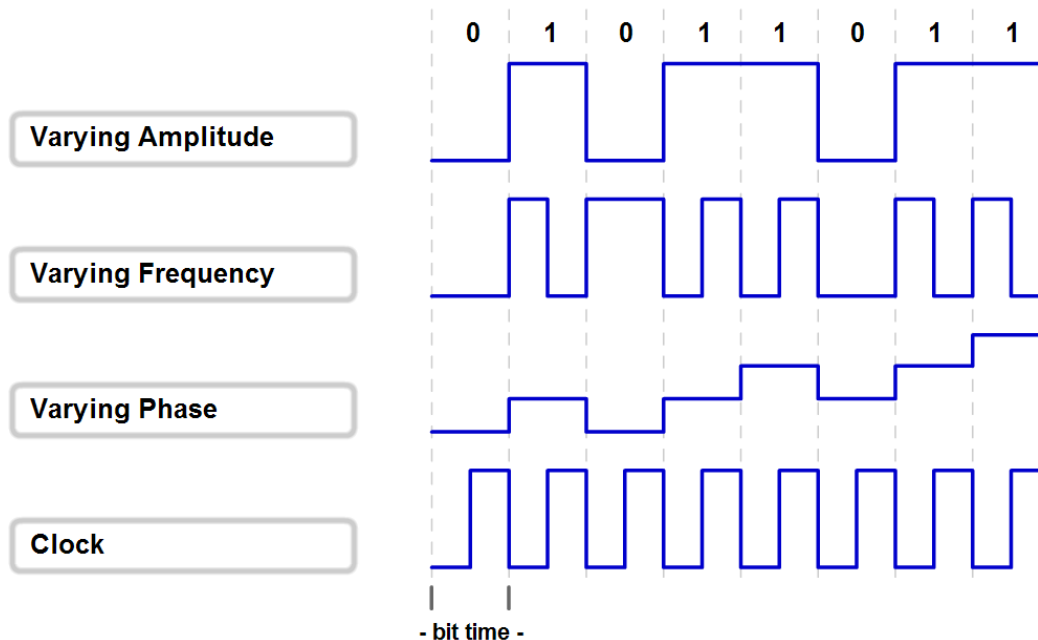 0 1 0 1 1 0 1 1
Varying Amplitude
Varying Frequency
Varying Phase
Clock
- bit time -